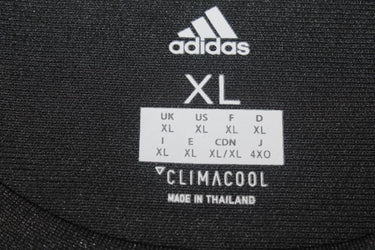 adidas
XL
UK US F D
XL XL XL XL
I E CDN J
XL XL XL/XL 4XO
CLIMACOOL
MADE IN THAILAND